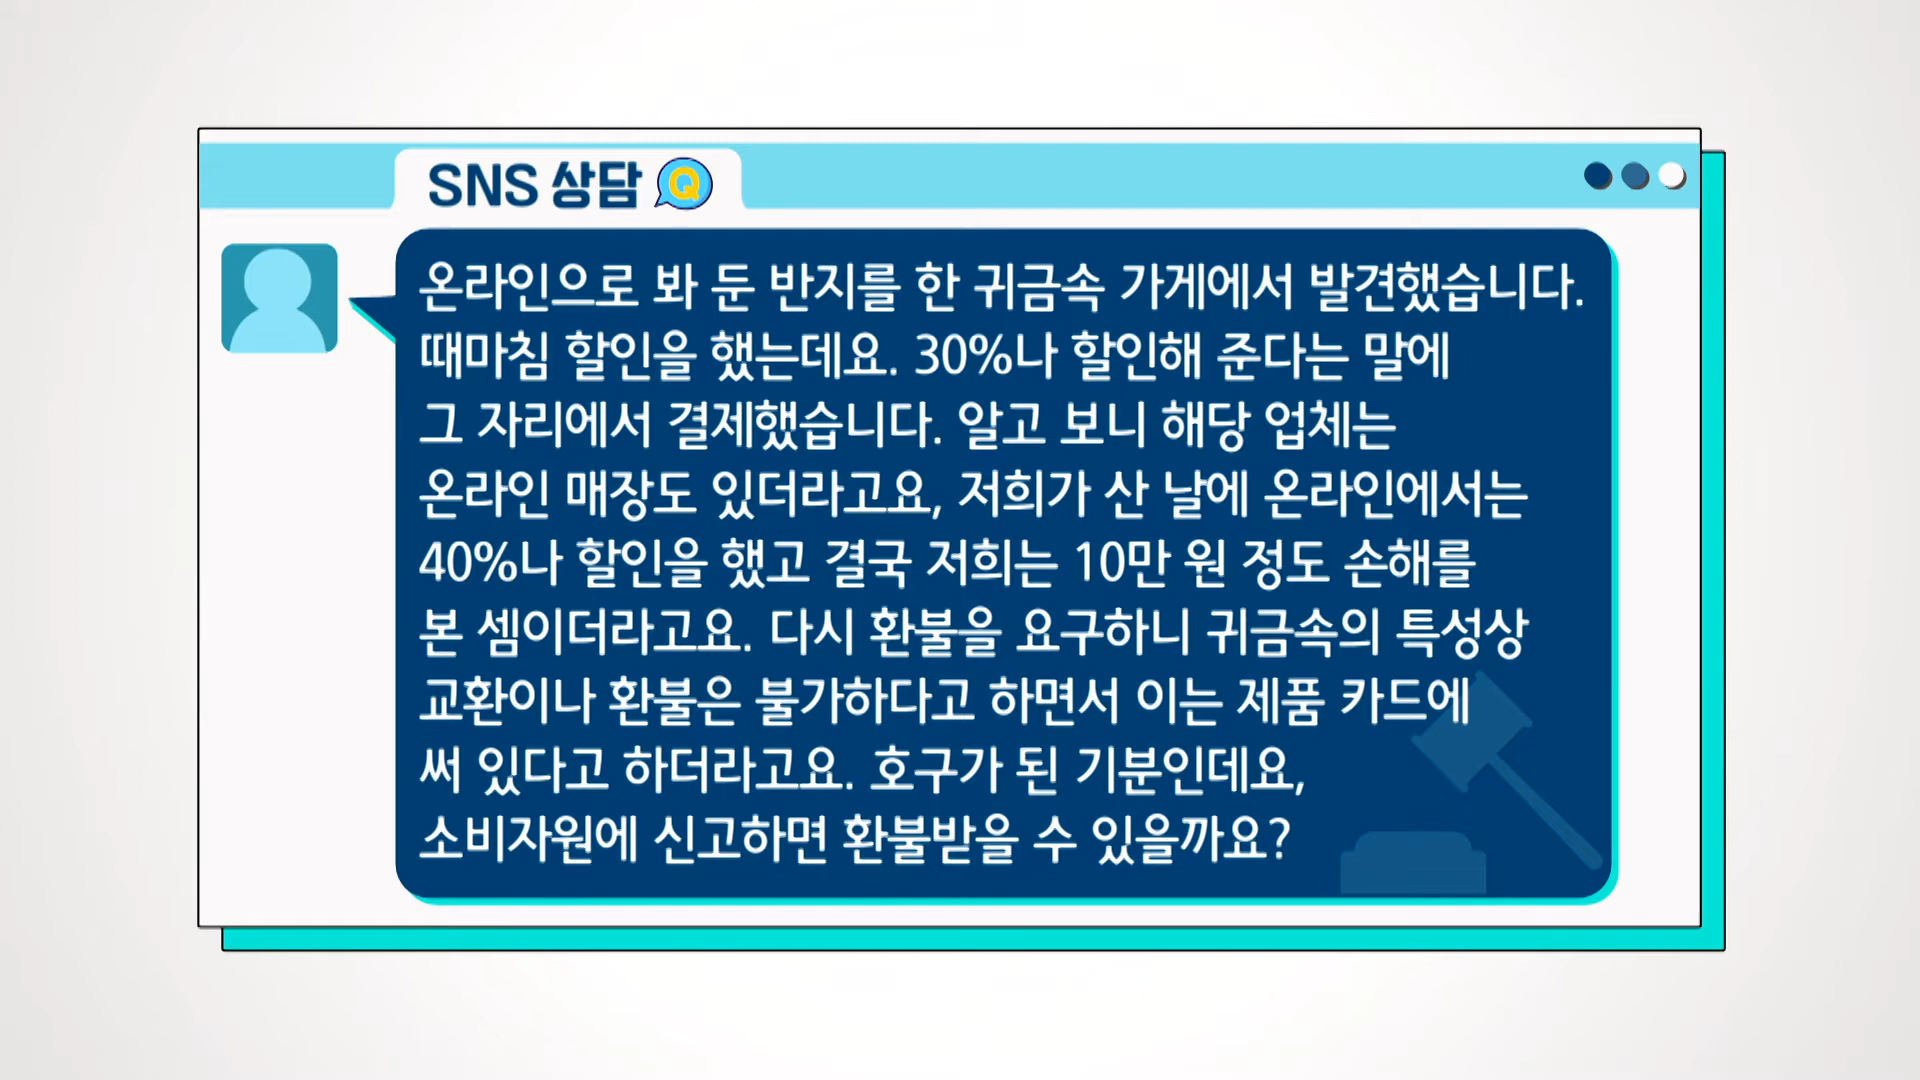 SNS 상담 Q
온라인으로 봐 둔 반지를 한 귀금속 가게에서 발견했습니다.
때마침 할인을 했는데요. 30%나 할인해 준다는 말에
그 자리에서 결제했습니다. 알고 보니 해당 업체는
온라인 매장도 있더라고요, 저희가 산 날에 온라인에서는
40%나 할인을 했고 결국 저희는 10만 원 정도 손해를
본 셈이더라고요. 다시 환불을 요구하니 귀금속의 특성상
교환이나 환불은 불가하다고 하면서 이는 제품 카드에
써 있다고 하더라고요. 호구가 된 기분인데요,
소비자원에 신고하면 환불받을 수 있을까요?